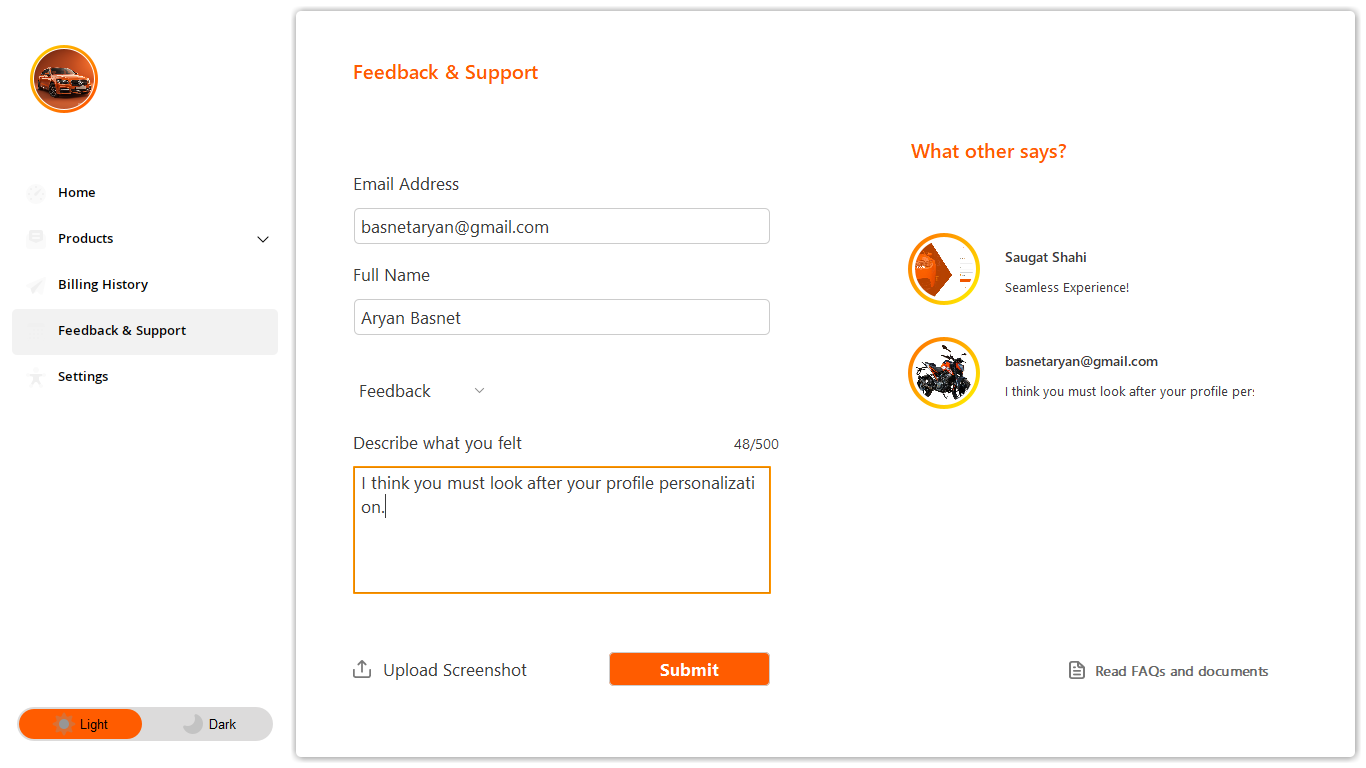 Home
Products
Billing History
Feedback & Support
Settings
Light
Dark
Feedback & Support
Email Address
basnetaryan@gmail.com
Full Name
Aryan Basnet
Feedback
Describe what you felt
48/500
I think you must look after your profile personalizati
on.
Upload Screenshot
Submit
What other says?
Saugat Shahi
Seamless Experience!
basnetaryan@gmail.com
I think you must look after your profile pers
Read FAQs and documents